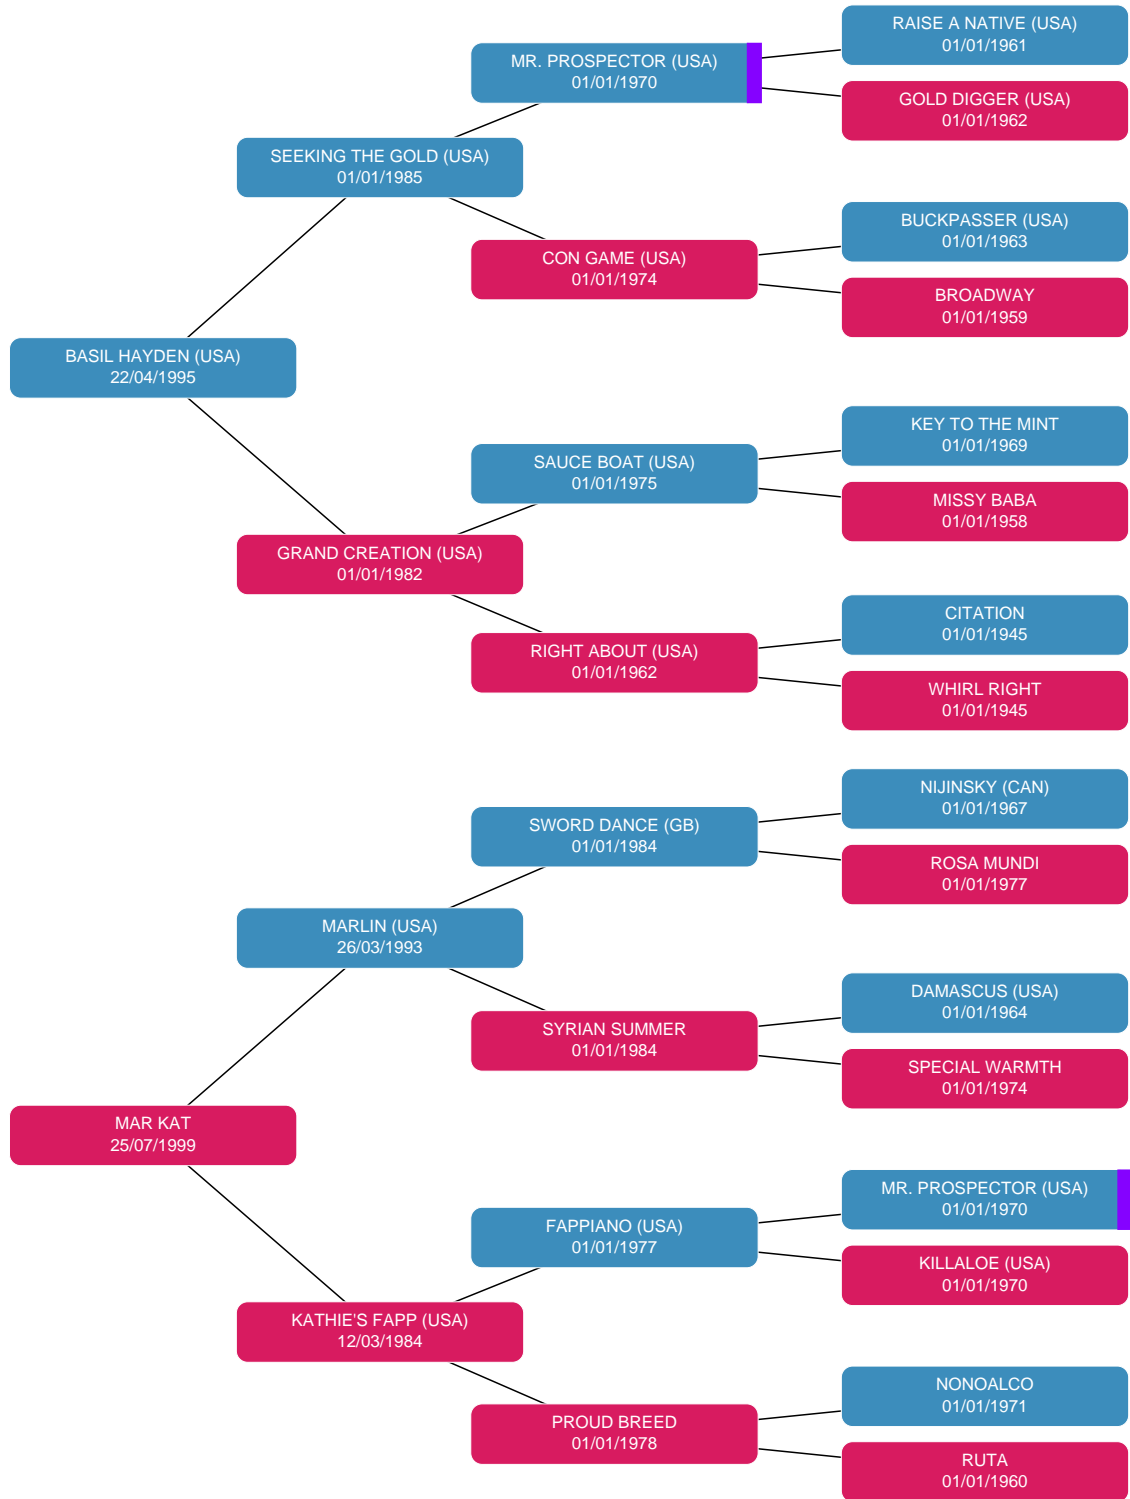 RAISE A NATIVE (USA)
01/01/1961
MR. PROSPECTOR (USA)
01/01/1970
GOLD DIGGER (USA)
01/01/1962
SEEKING THE GOLD (USA)
01/01/1985
BUCKPASSER (USA)
01/01/1963
CON GAME (USA)
01/01/1974
BROADWAY
01/01/1959
BASIL HAYDEN (USA)
22/04/1995
KEY TO THE MINT
01/01/1969
SAUCE BOAT (USA)
01/01/1975
MISSY BABA
01/01/1958
GRAND CREATION (USA)
01/01/1982
CITATION
01/01/1945
RIGHT ABOUT (USA)
01/01/1962
WHIRL RIGHT
01/01/1945
NIJINSKY (CAN)
01/01/1967
SWORD DANCE (GB)
01/01/1984
ROSA MUNDI
01/01/1977
MARLIN (USA)
26/03/1993
DAMASCUS (USA)
01/01/1964
SYRIAN SUMMER
01/01/1984
SPECIAL WARMTH
01/01/1974
MAR KAT
25/07/1999
MR. PROSPECTOR (USA)
01/01/1970
FAPPIANO (USA)
01/01/1977
KILLALOE (USA)
01/01/1970
KATHIE'S FAPP (USA)
12/03/1984
NONOALCO
01/01/1971
PROUD BREED
01/01/1978
RUTA
01/01/1960